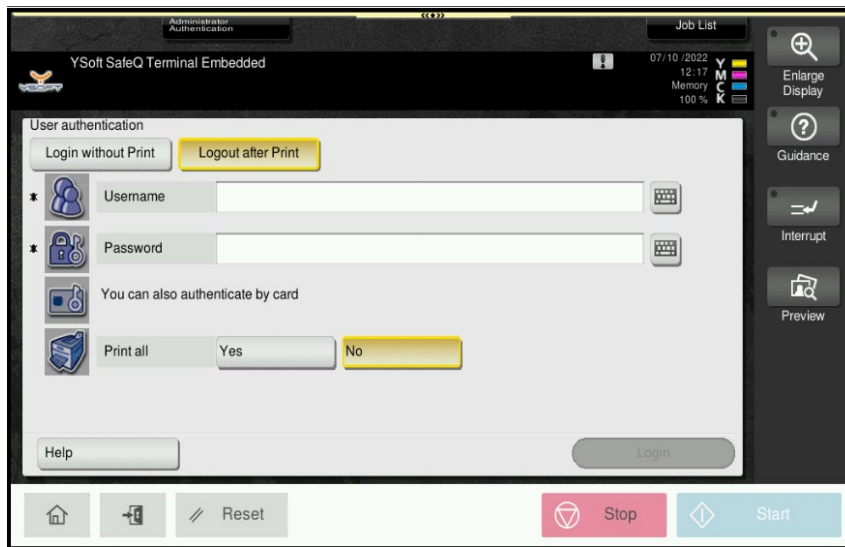 Administrator
Authentication
Job List
YSoft SafeQ Terminal Embedded
07/10 /2022
12:17
Memory
100 %
Y
M
C
K
Enlarge
Display
User authentication
Login without Print
Logout after Print
Guidance
* Username
Interrupt
* Password
You can also authenticate by card
Preview
Print all
Yes
No
Help
Login
Reset
Stop
Start